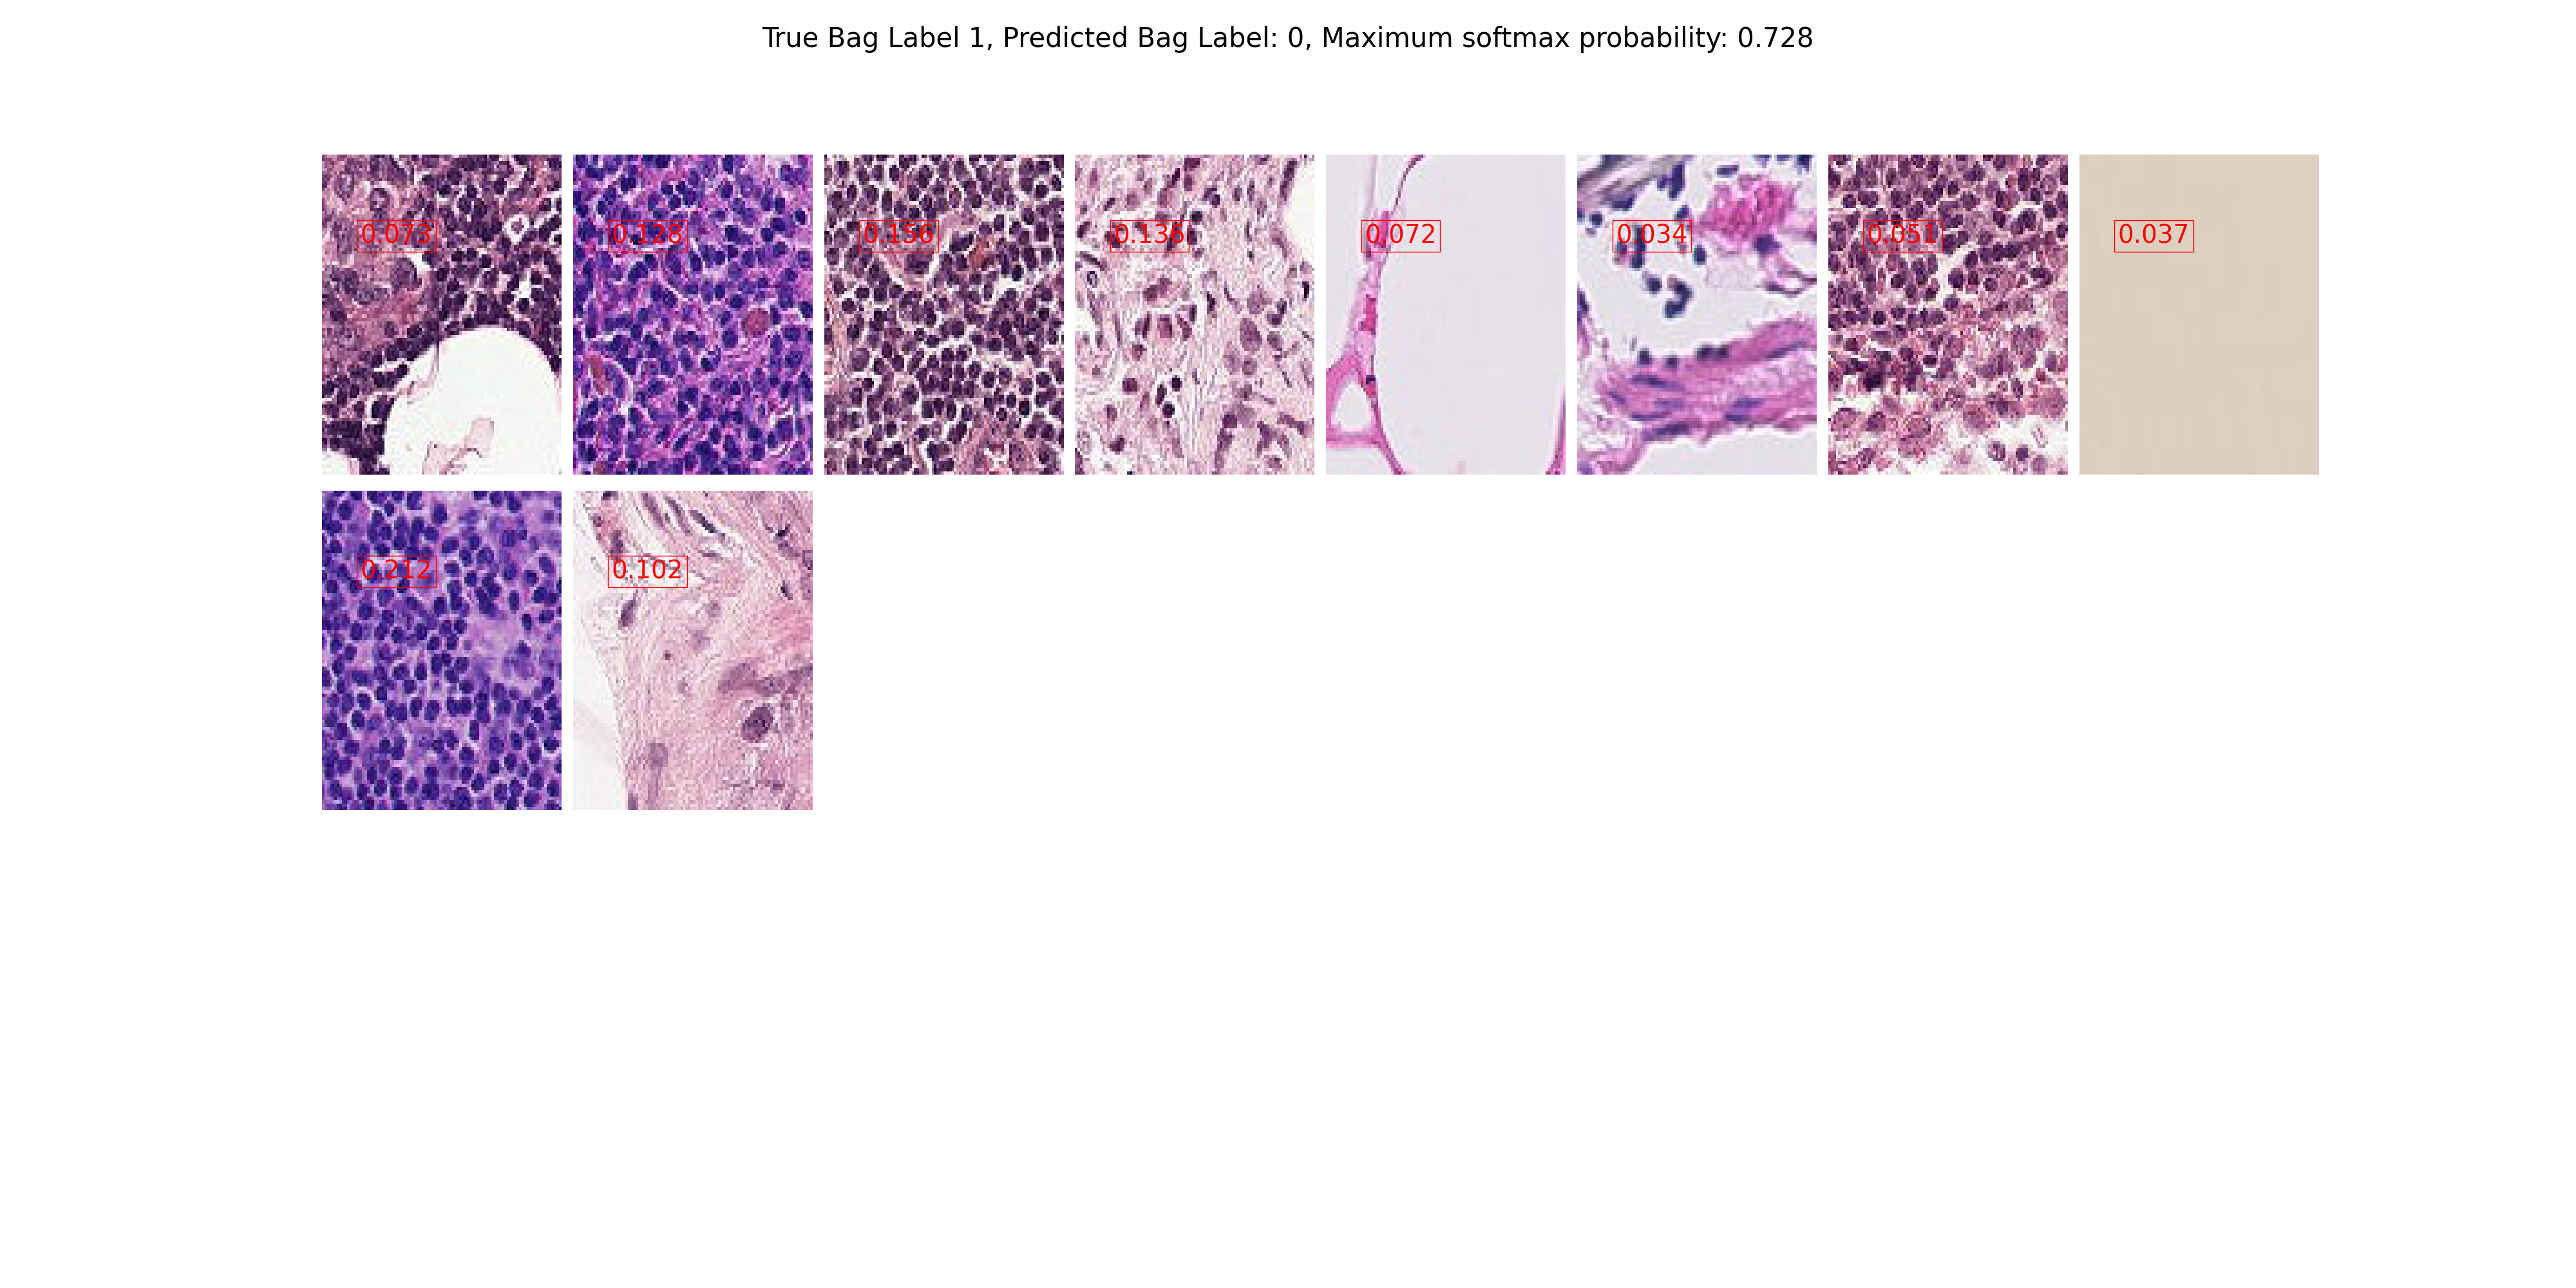 True Bag Label 1, Predicted Bag Label: 0, Maximum softmax probability: 0.728
0.073 0.128 0.156 0.136 0.072 0.034 0.051 0.037
0.212 0.102